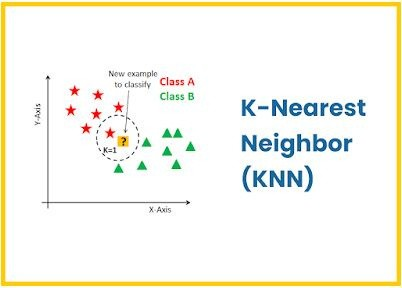 New example
to classify
Class A
Class B
?
K=1
Y-Axis
X-Axis
K-Nearest
Neighbor
(KNN)